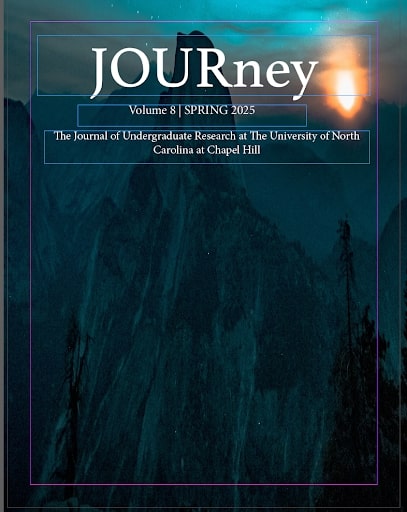 JOURney
Volume 8 | SPRING 2025
The Journal of Undergraduate Research at The University of North
Carolina at Chapel Hill